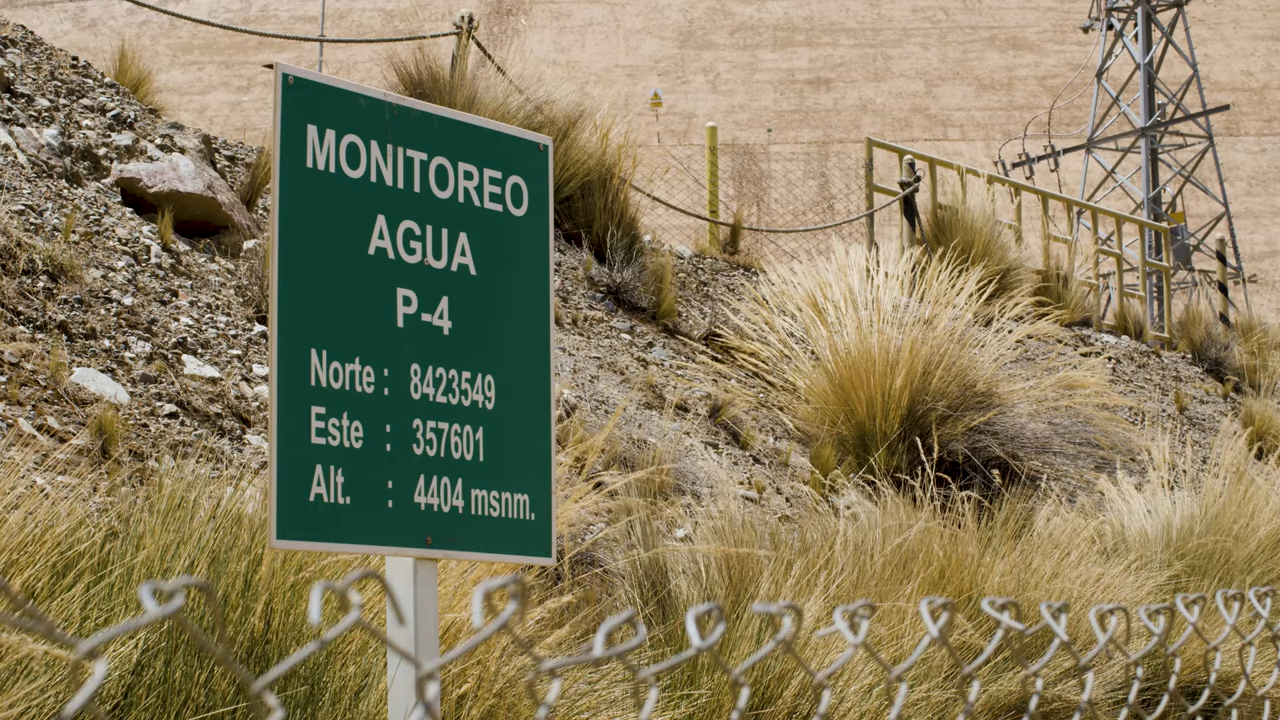 MONITOREO
AGUA
P-4
Norte : 8423549
Este : 357601
Alt. : 4404 msnm.